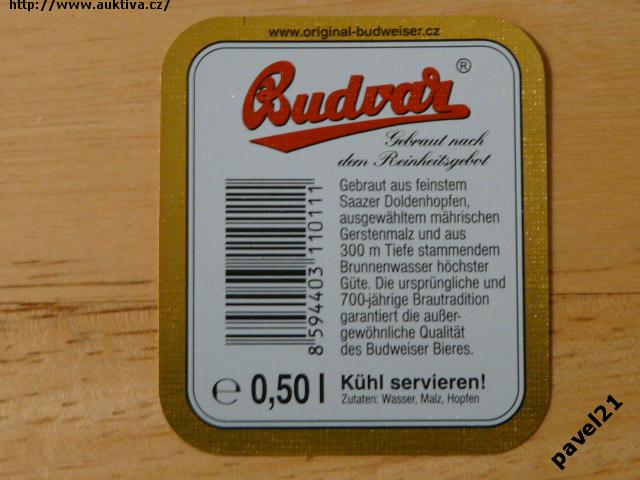 http://www.auktiva.cz/
www.original-budweiser.cz
Budvar ®
Gebraut nach
dem Reinheitsgebot
Gebraut aus feinstem
Saazer Doldenhopfen,
ausgewähltem mährischen
Gerstenmalz und aus
300 m Tiefe stammendem
Brunnenwasser höchster
Güte. Die ursprüngliche und
700-jährige Brautradition
garantiert die außer-
gewöhnliche Qualität
des Budweiser Bieres.
8 594403 110111
℮ 0,50 l
Kühl servieren!
Zutaten: Wasser, Malz, Hopfen
pavel21